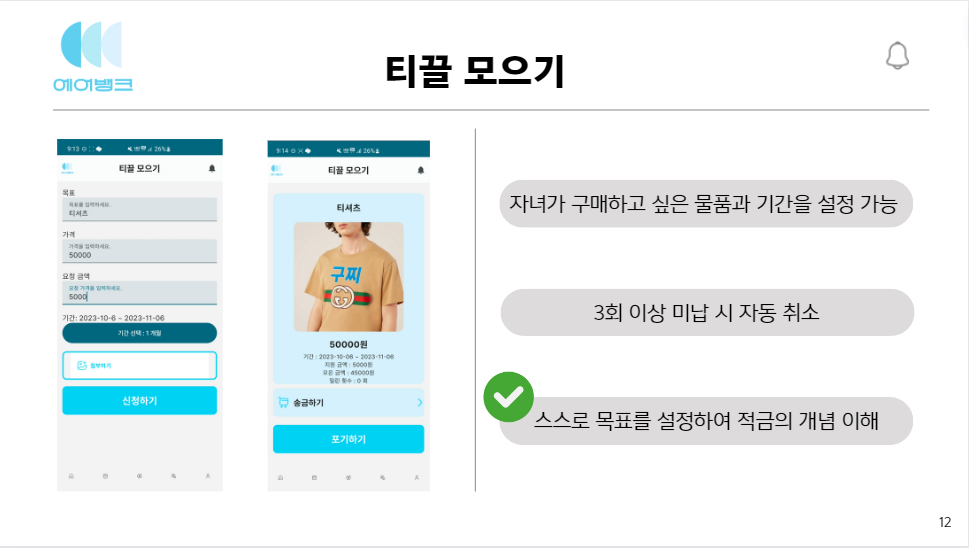 에어뱅크
티끌 모으기
9:13
26%
티끌 모으기
목표
목표를 입력하세요.
티셔츠
가격
가격을 입력하세요.
50000
요청 금액
요청 가격을 입력하세요.
5000
기간: 2023-10-6 ~ 2023-11-06
기간 선택 : 1 개월
첨부하기
신청하기
9:14
26%
티끌 모으기
티셔츠
구찌
50000원
기간 : 2023-10-06 ~ 2023-11-06
지원 금액 : 5000원
모은 금액 : 45000원
밀린 횟수 : 0 회
송금하기
포기하기
자녀가 구매하고 싶은 물품과 기간을 설정 가능
3회 이상 미납 시 자동 취소
스스로 목표를 설정하여 적금의 개념 이해
12